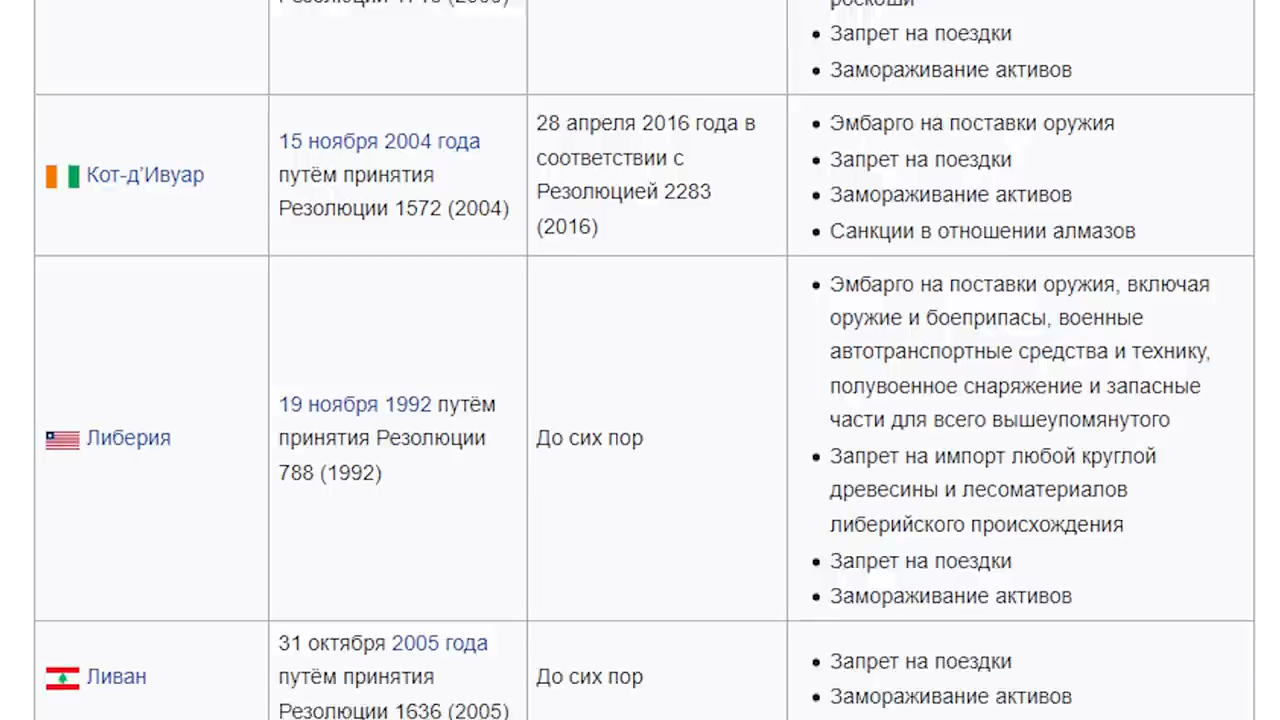 Резолюции 1718 (2006)
роскоши
Запрет на поездки
Замораживание активов
Кот-д’Ивуар
15 ноября 2004 года
путём принятия
Резолюции 1572 (2004)
28 апреля 2016 года в
соответствии с
Резолюцией 2283
(2016)
Эмбарго на поставки оружия
Запрет на поездки
Замораживание активов
Санкции в отношении алмазов
Либерия
19 ноября 1992 путём
принятия Резолюции
788 (1992)
До сих пор
Эмбарго на поставки оружия, включая
оружие и боеприпасы, военные
автотранспортные средства и технику,
полувоенное снаряжение и запасные
части для всего вышеупомянутого
Запрет на импорт любой круглой
древесины и лесоматериалов
либерийского происхождения
Запрет на поездки
Замораживание активов
Ливан
31 октября 2005 года
путём принятия
Резолюции 1636 (2005)
До сих пор
Запрет на поездки
Замораживание активов